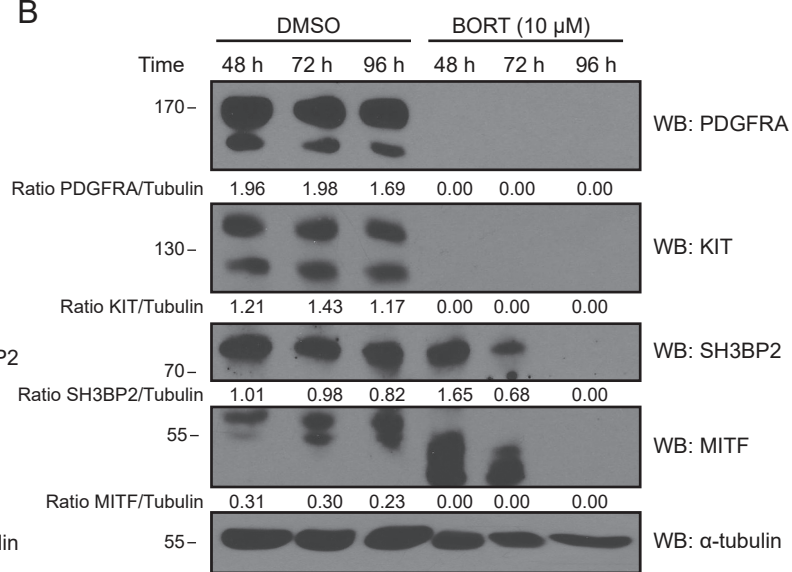 B
DMSO BORT (10 µM)
Time 48 h 72 h 96 h 48 h 72 h 96 h
170 WB: PDGFRA
Ratio PDGFRA/Tubulin 1.96 1.98 1.69 0.00 0.00 0.00
130 WB: KIT
Ratio KIT/Tubulin 1.21 1.43 1.17 0.00 0.00 0.00
P2 70 WB: SH3BP2
Ratio SH3BP2/Tubulin 1.01 0.98 0.82 1.65 0.68 0.00
55 WB: MITF
Ratio MITF/Tubulin 0.31 0.30 0.23 0.00 0.00 0.00
lin 55 WB: α-tubulin